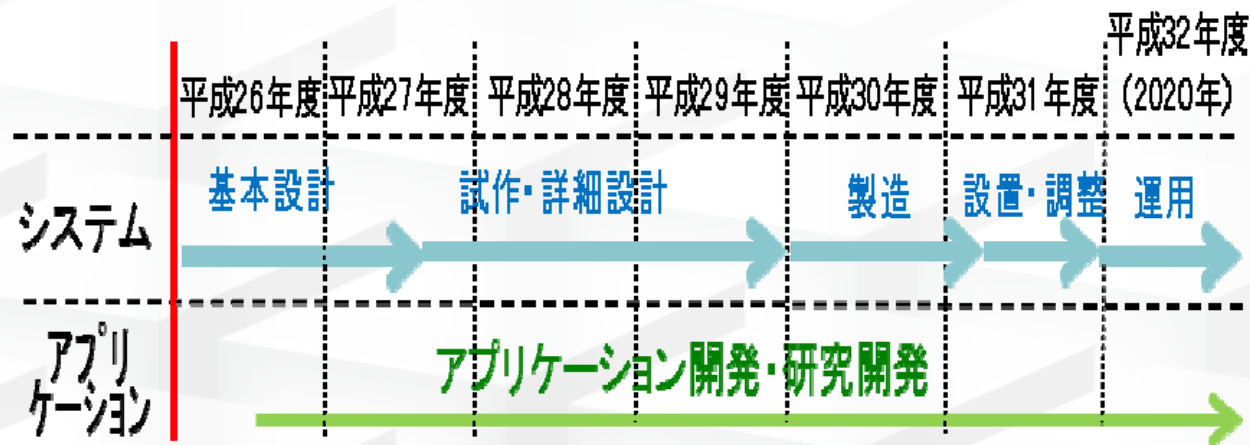 平成32年度
平成26年度 平成27年度 平成28年度 平成29年度 平成30年度 平成31年度 (2020年)
基本設計 試作・詳細設計 製造 設置・調整 運用
システム
アプリ
ケーション
アプリケーション開発・研究開発